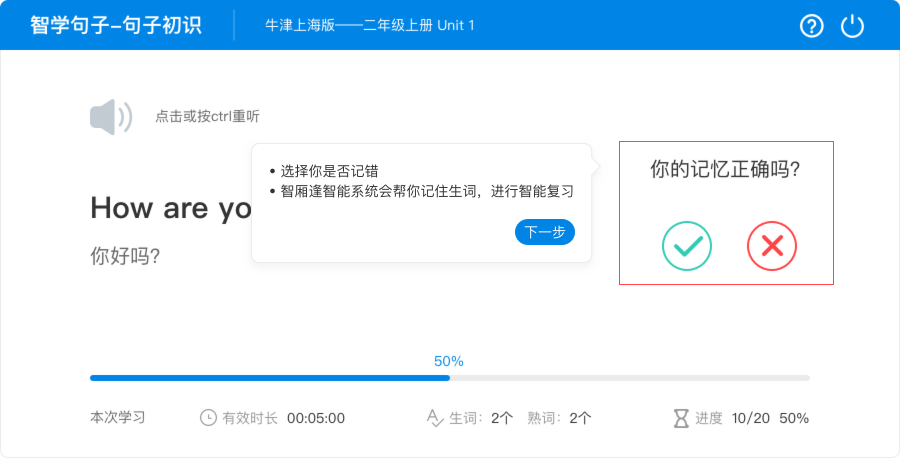 智学句子-句子初识
牛津上海版——二年级上册 Unit 1
点击或按ctrl重听
选择你是否记错
智厢逢智能系统会帮你记住生词，进行智能复习
下一步
你的记忆正确吗?
How are yo
你好吗?
50%
本次学习 有效时长 00:05:00 生词: 2个 熟词: 2个 进度 10/20 50%